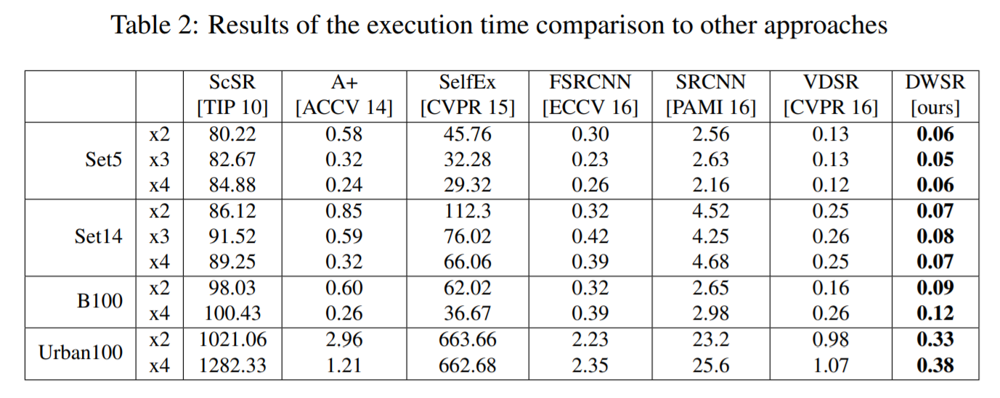 Table 2: Results of the execution time comparison to other approaches
ScSR A+ SelfEx FSRCNN SRCNN VDSR DWSR
[TIP 10] [ACCV 14] [CVPR 15] [ECCV 16] [PAMI 16] [CVPR 16] [ours]
x2 80.22 0.58 45.76 0.30 2.56 0.13 0.06
Set5 x3 82.67 0.32 32.28 0.23 2.63 0.13 0.05
x4 84.88 0.24 29.32 0.26 2.16 0.12 0.06
x2 86.12 0.85 112.3 0.32 4.52 0.25 0.07
Set14 x3 91.52 0.59 76.02 0.42 4.25 0.26 0.08
x4 89.25 0.32 66.06 0.39 4.68 0.25 0.07
B100 x2 98.03 0.60 62.02 0.32 2.65 0.16 0.09
x4 100.43 0.26 36.67 0.39 2.98 0.26 0.12
Urban100 x2 1021.06 2.96 663.66 2.23 23.2 0.98 0.33
x4 1282.33 1.21 662.68 2.35 25.6 1.07 0.38